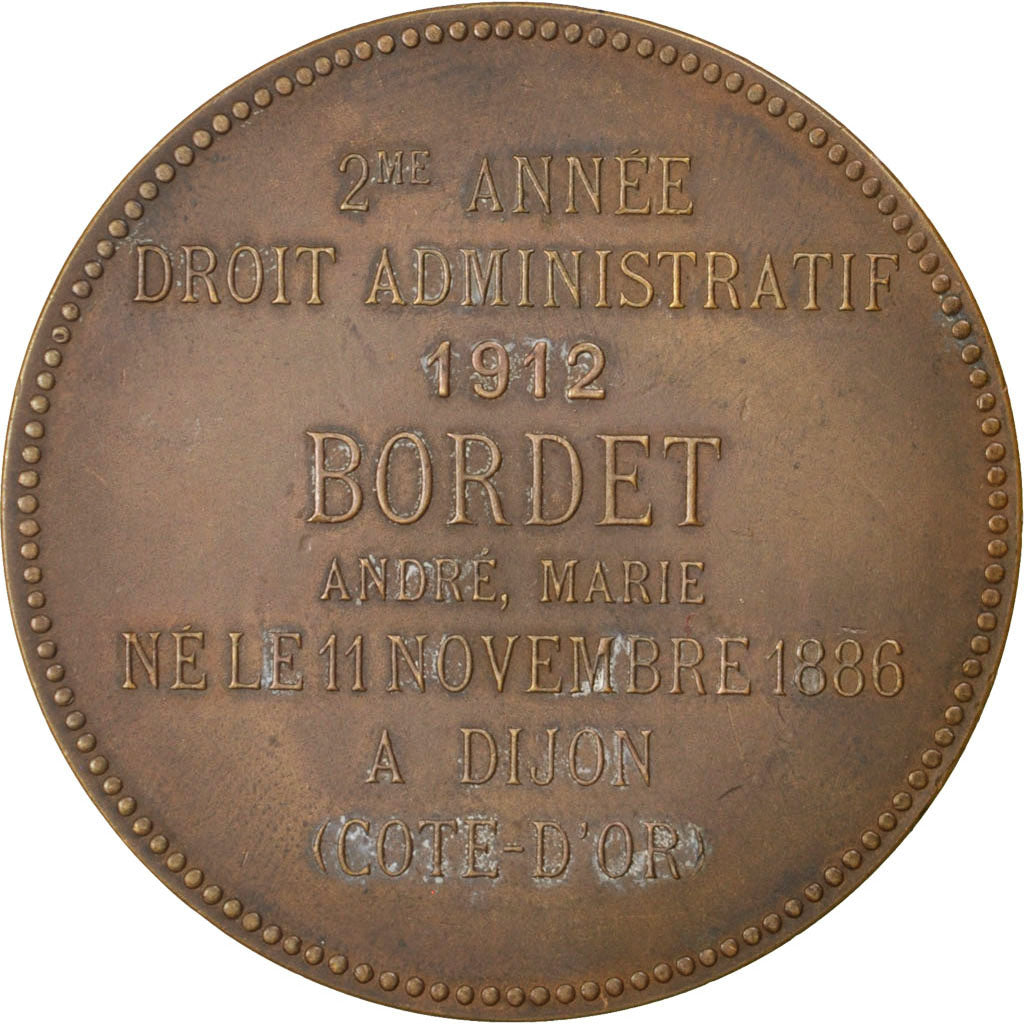 2ME ANNÉE
DROIT ADMINISTRATIF
1912
BORDET
ANDRÉ, MARIE
NÉ LE 11 NOVEMBRE 1886
A DIJON
(COTE-D'OR)